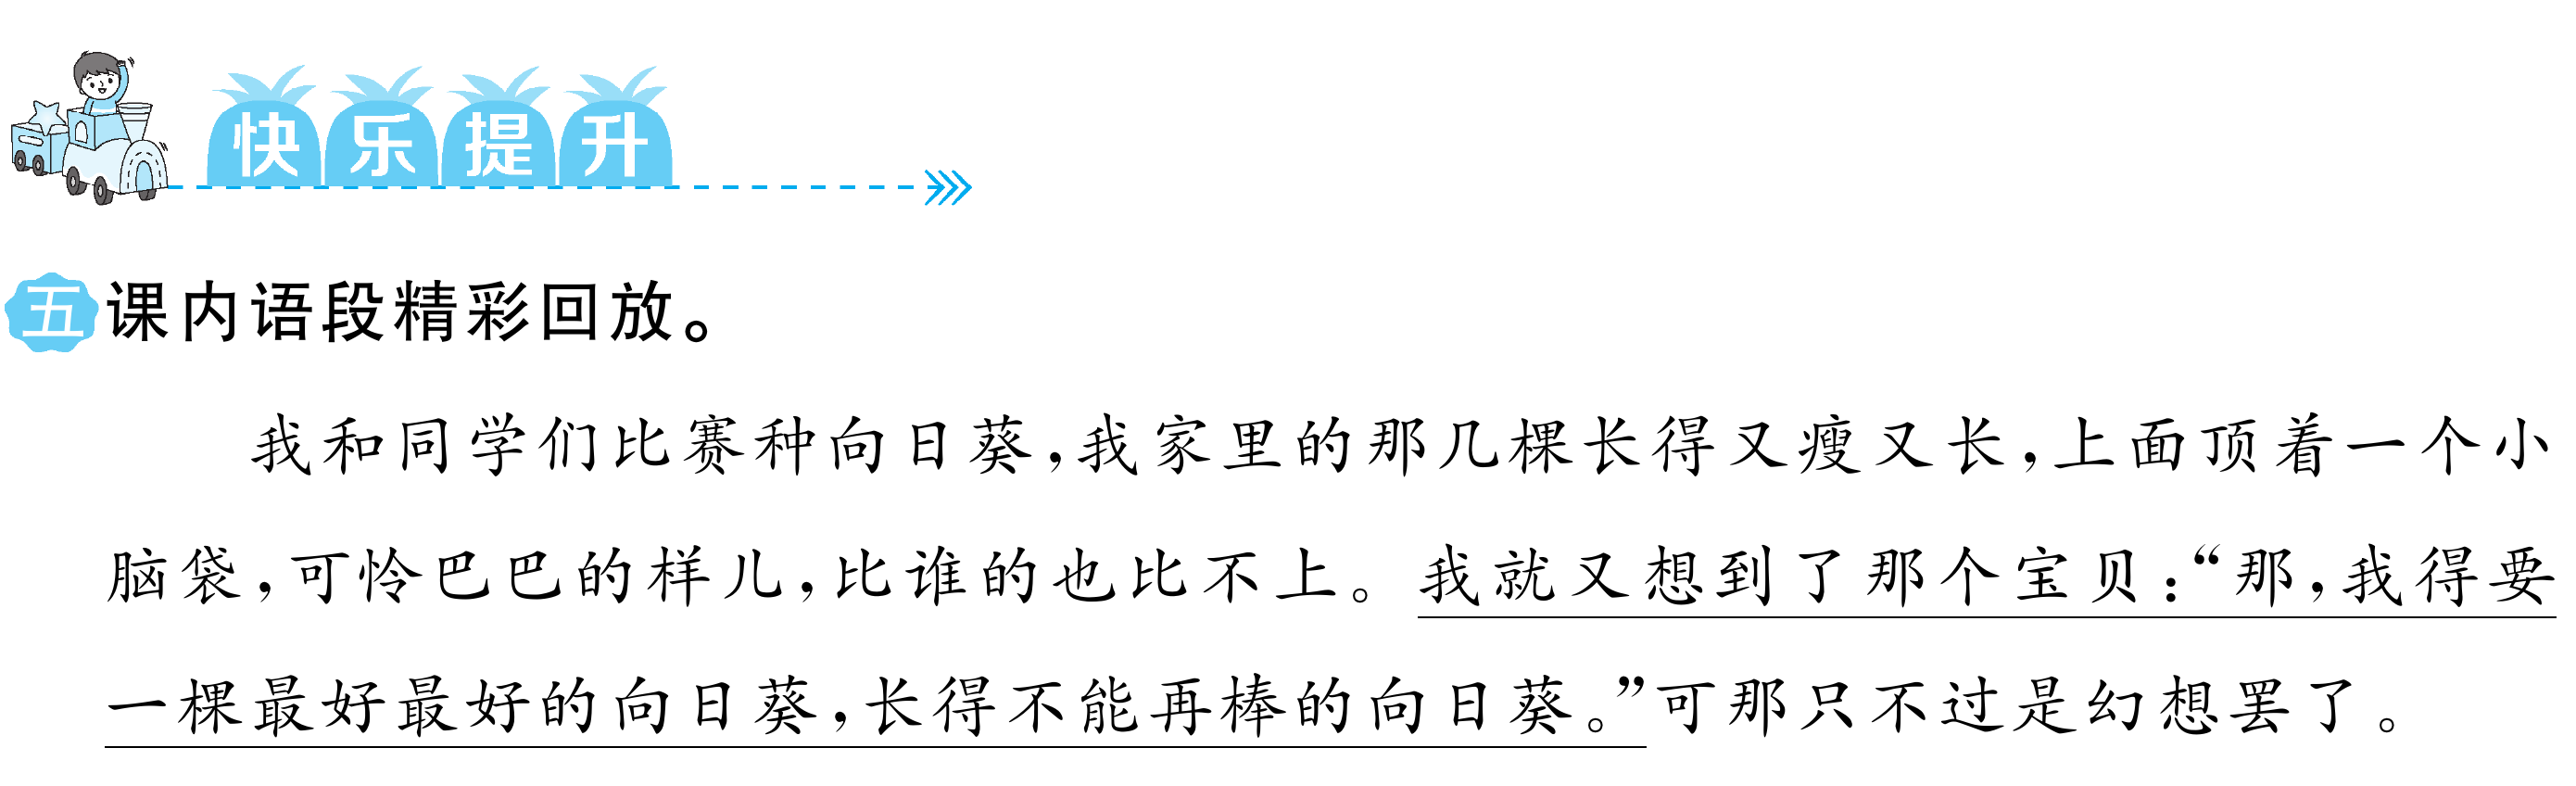 快乐提升
五 课内语段精彩回放。
我和同学们比赛种向日葵,我家里的那几棵长得又瘦又长,上面顶着一个小
脑袋,可怜巴巴的样儿,比谁的也比不上。我就又想到了那个宝贝:“那,我得要
一棵最好最好的向日葵,长得不能再棒的向日葵。”可那只不过是幻想罢了。